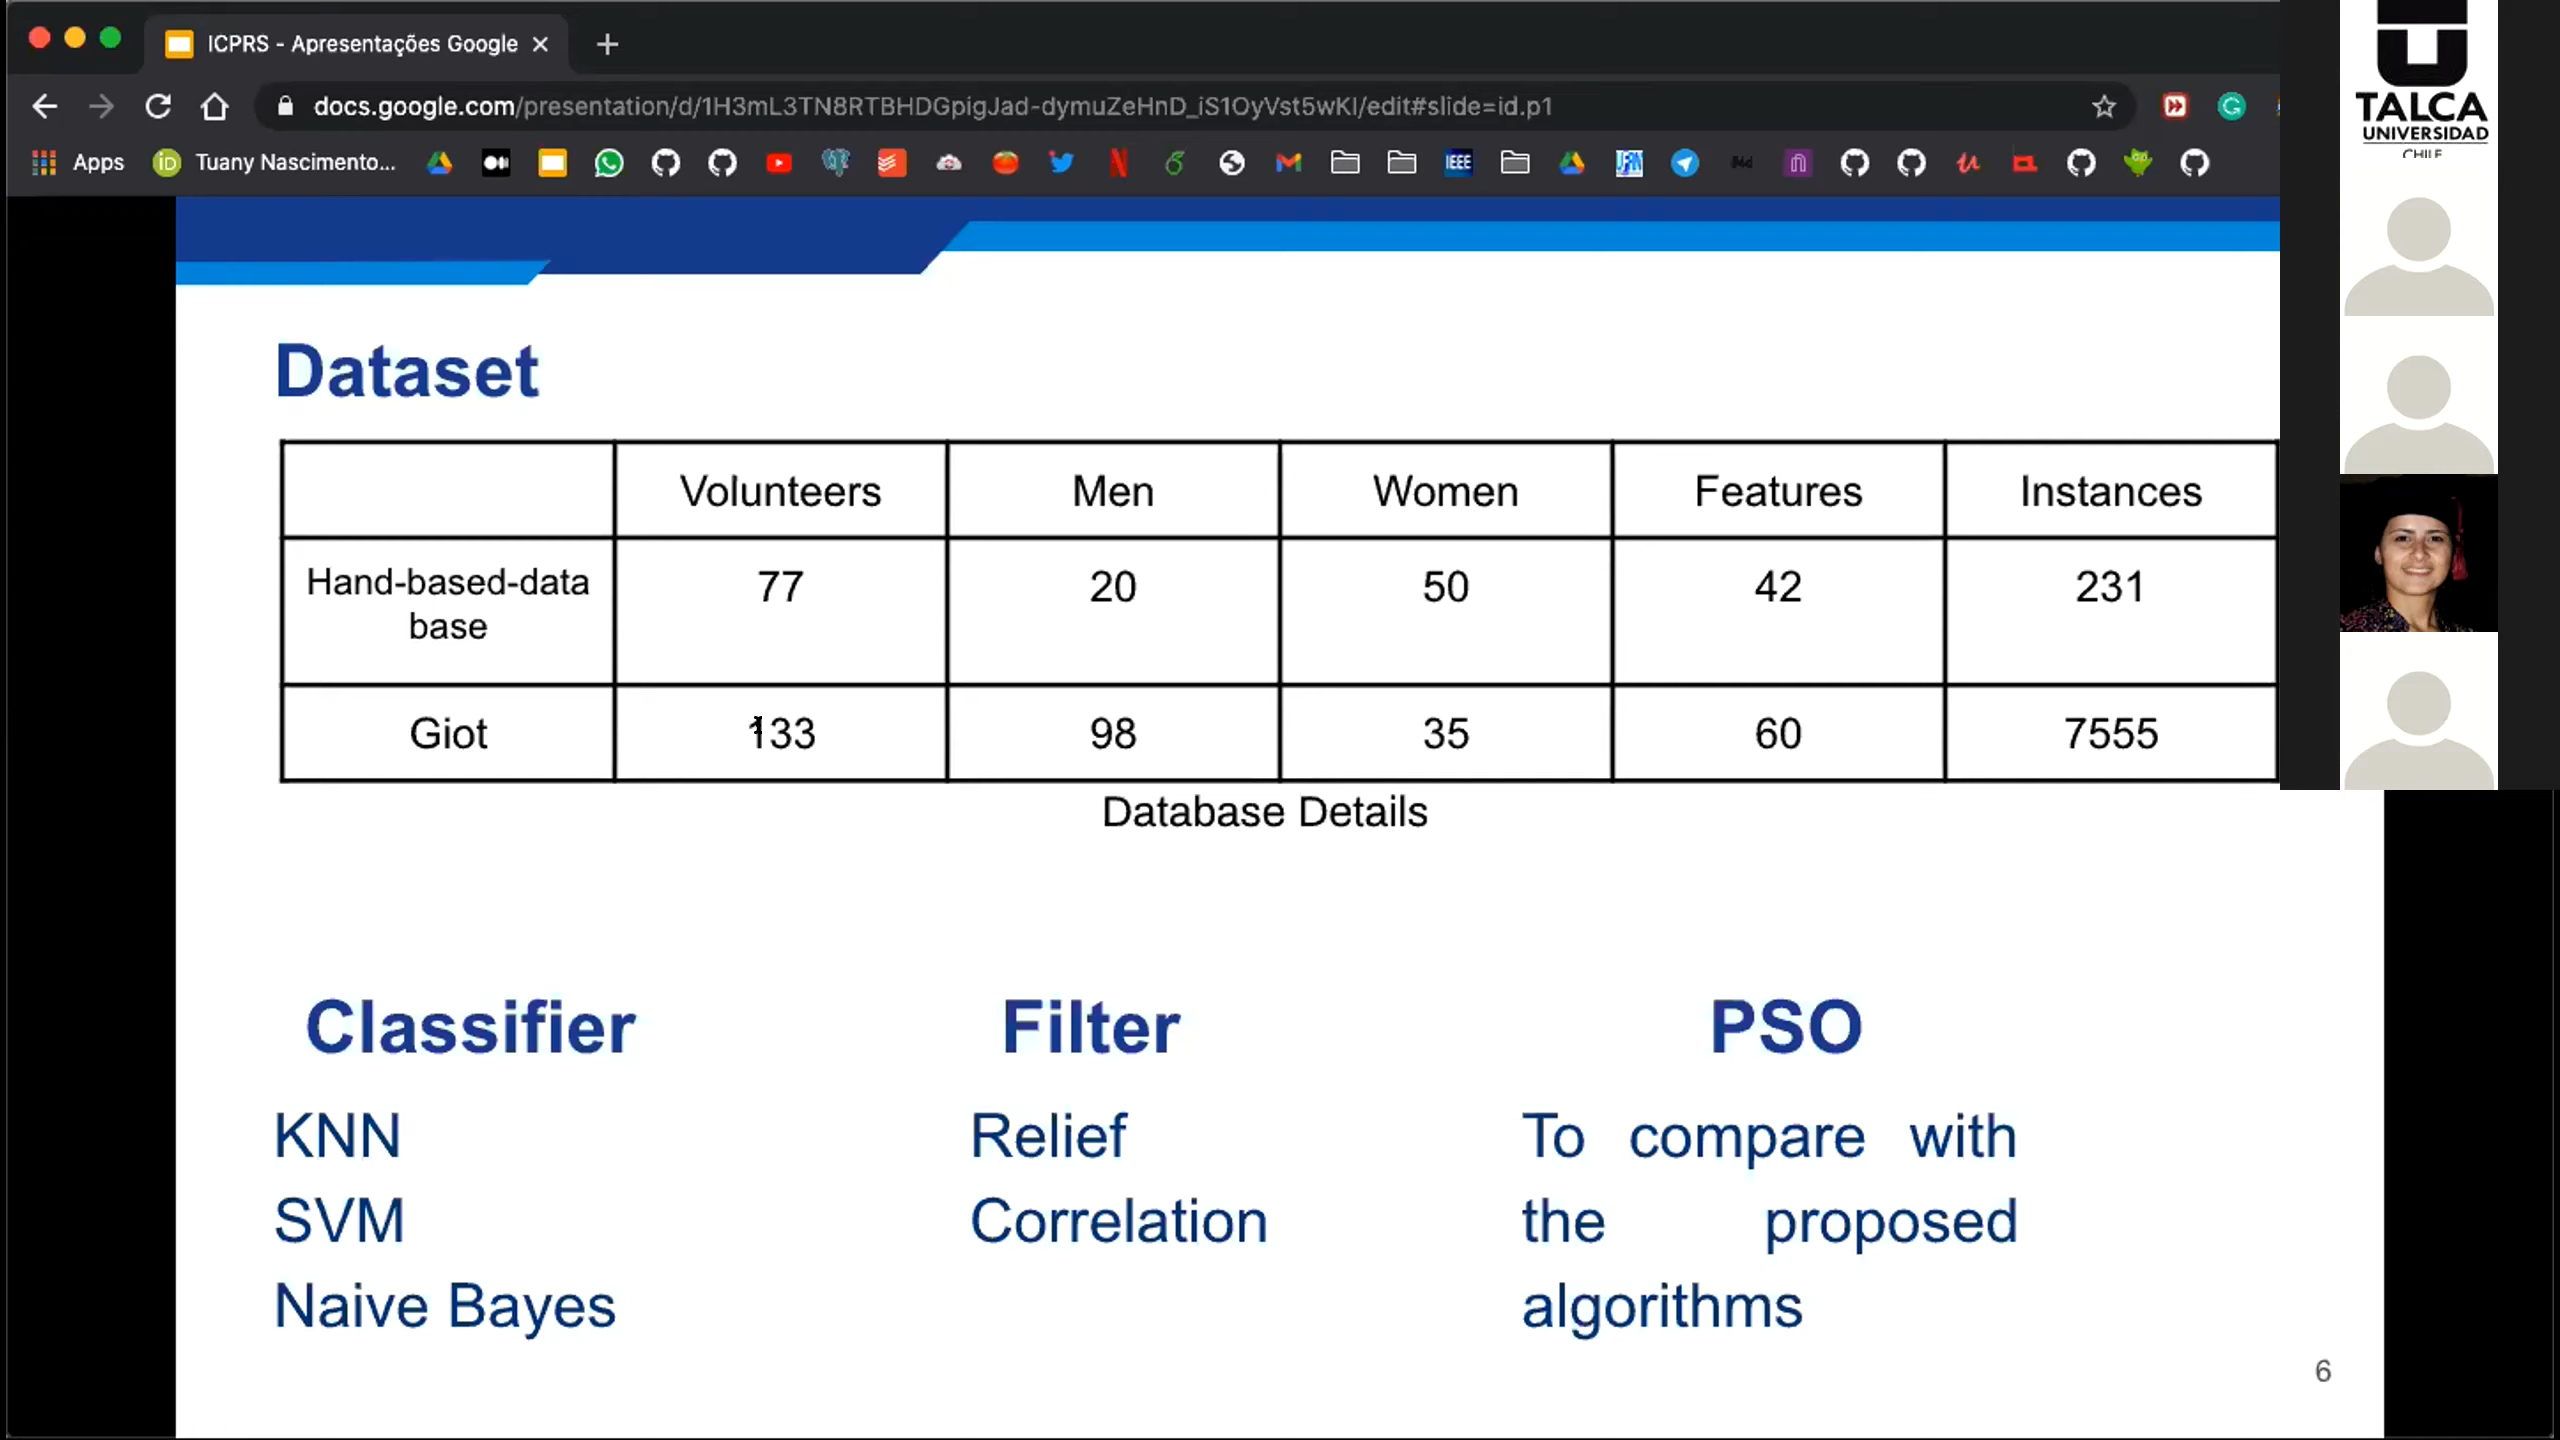 ICPRS - Apresentações Google
docs.google.com/presentation/d/1H3mL3TN8RTBHDGpigJad-dymuZeHnD_iS1OyVst5wKI/edit#slide=id.p1
Apps
Tuany Nascimento...
IEEE
TALCA
UNIVERSIDAD
CHILE
Dataset
Volunteers Men Women Features Instances
Hand-based-data
base
77 20 50 42 231
Giot 133 98 35 60 7555
Database Details
Classifier
KNN
SVM
Naive Bayes
Filter
Relief
Correlation
PSO
To compare with
the proposed
algorithms
6